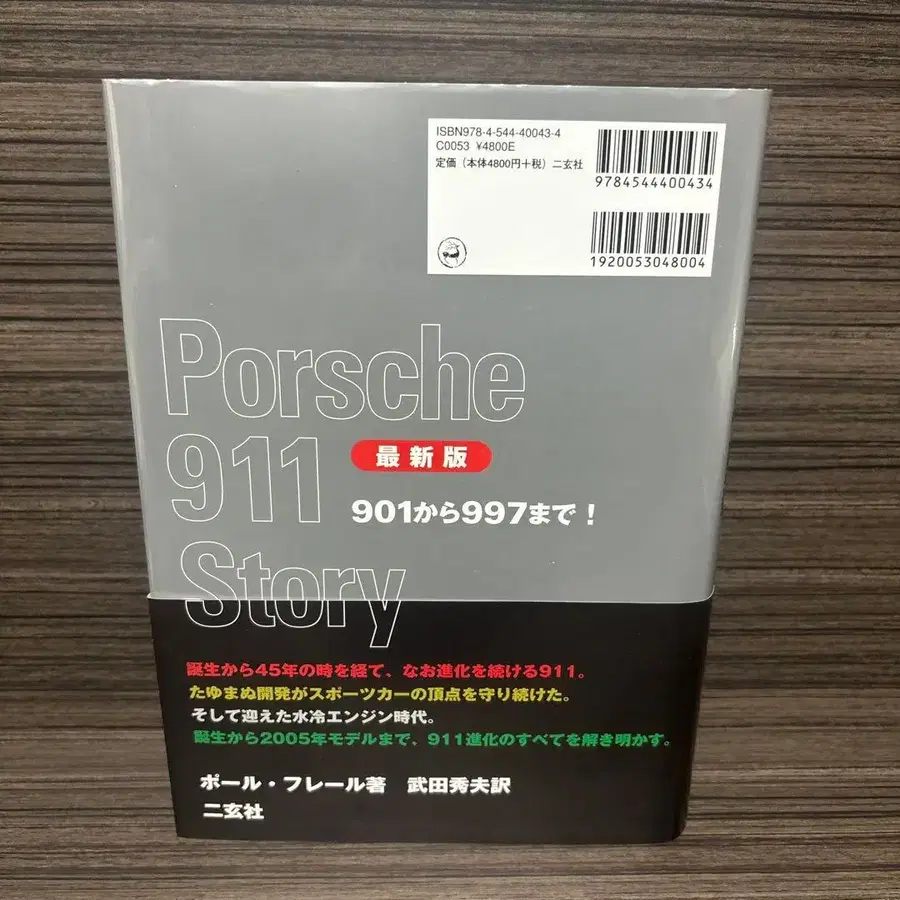 ISBN978-4-544-40043-4
C0053 ¥4800E
定価（本体4800円＋税）二玄社
9784544400434
1920053048004
Porsche
911
最新版
901から997まで！
Story
誕生から45年の時を経て、なお進化を続ける911。
たゆまぬ開発がスポーツカーの頂点を守り続けた。
そして迎えた水冷エンジン時代。
誕生から2005年モデルまで、911進化のすべてを解き明かす。
ポール・フレール著　武田秀夫訳
二玄社